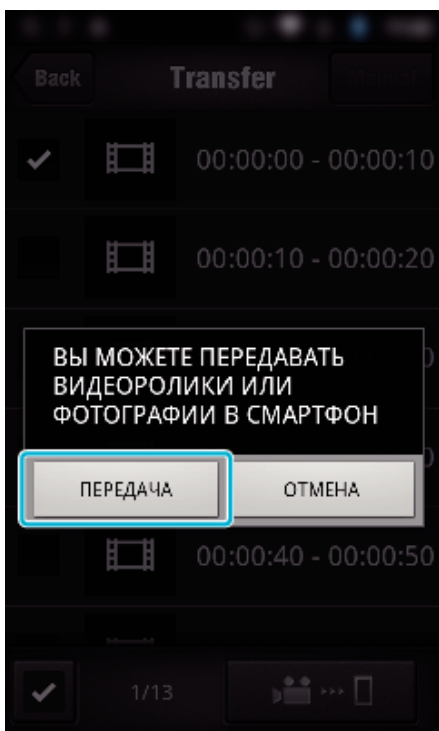 Back
Transfer
00:00:00 - 00:00:10
00:00:10 - 00:00:20
ВЫ МОЖЕТЕ ПЕРЕДАВАТЬ
ВИДЕОРОЛИКИ ИЛИ
ФОТОГРАФИИ В СМАРТФОН
ПЕРЕДАЧА
ОТМЕНА
00:00:40 - 00:00:50
1/13